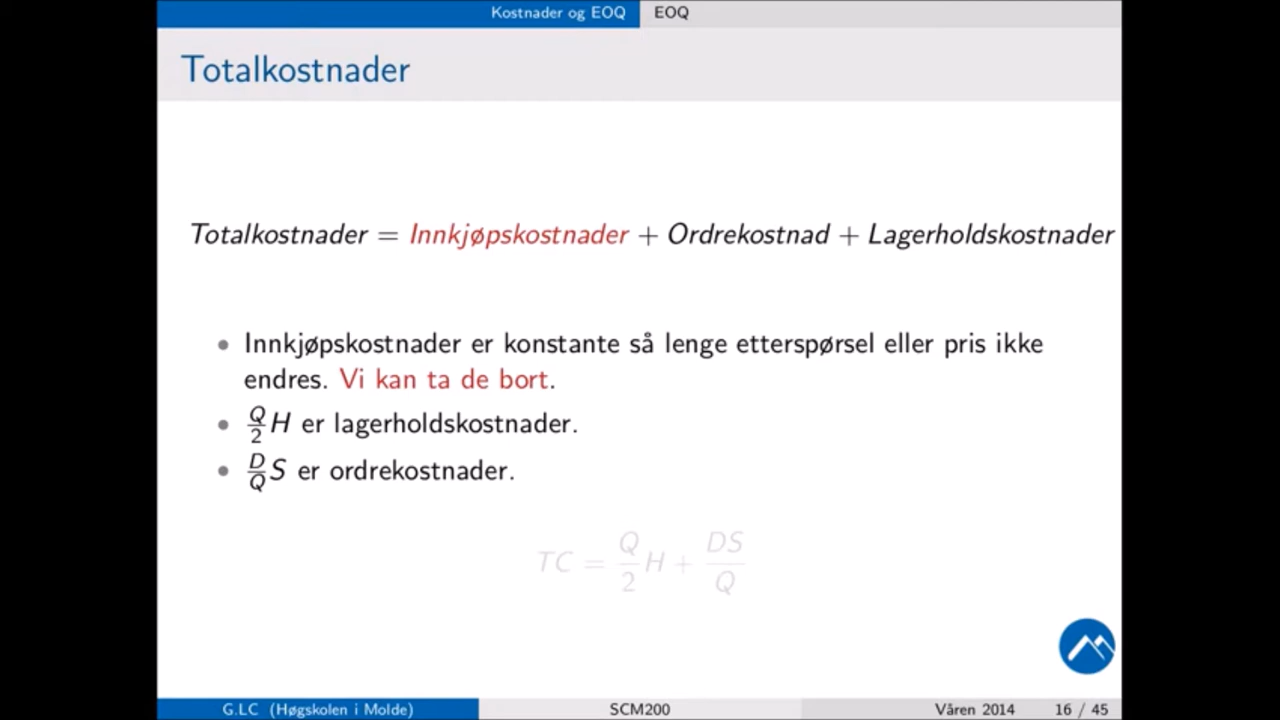 Kostnader og EOQ EOQ
Totalkostnader
Totalkostnader = Innkjøpskostnader + Ordrekostnad + Lagerholdskostnader
• Innkjøpskostnader er konstante så lenge etterspørsel eller pris ikke
endres. Vi kan ta de bort.
• Q/2 H er lagerholdskostnader.
• D/Q S er ordrekostnader.
TC = Q/2 H + DS/Q
G.LC (Høgskolen i Molde) SCM200 Våren 2014 16 / 45